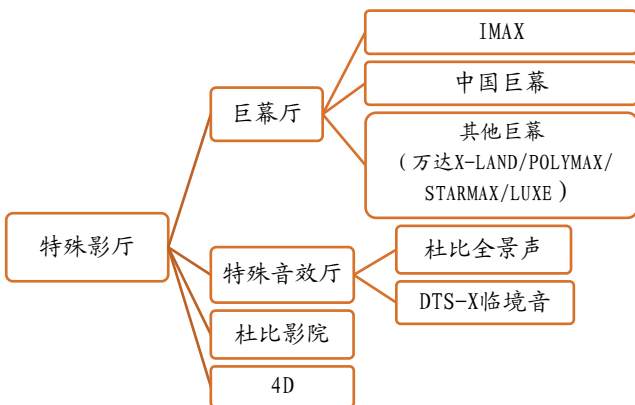 IMAX
中国巨幕
巨幕厅
其他巨幕
（万达X-LAND/POLYMAX/
STARMAX/LUXE）
特殊影厅
杜比全景声
特殊音效厅
DTS-X临境音
杜比影院
4D